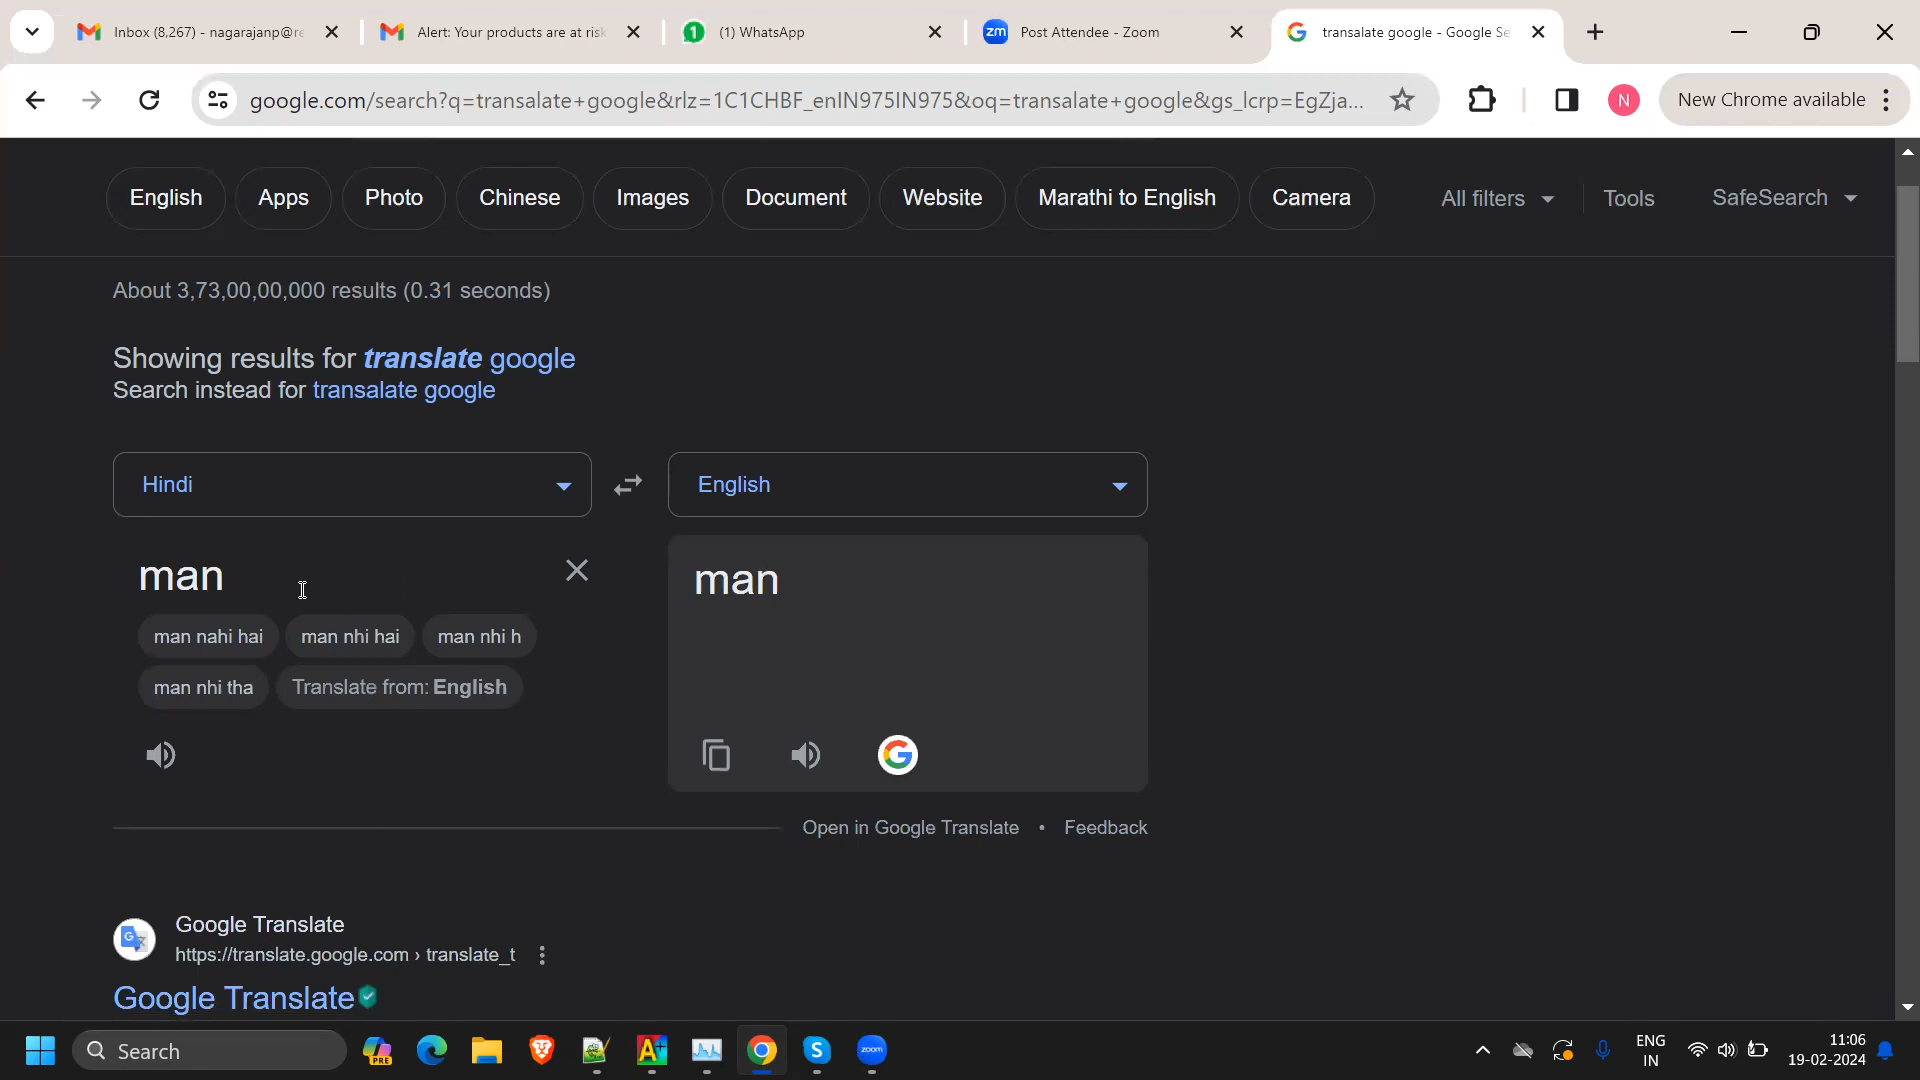 Inbox (8,267) - nagarajanp@re
Alert: Your products are at risk
(1) WhatsApp
Post Attendee - Zoom
transalate google - Google Se
google.com/search?q=transalate+google&rlz=1C1CHBF_enIN975IN975&oq=transalate+google&gs_lcrp=EgZja...
N
New Chrome available
English
Apps
Photo
Chinese
Images
Document
Website
Marathi to English
Camera
All filters
Tools
SafeSearch
About 3,73,00,00,000 results (0.31 seconds)
Showing results for translate google
Search instead for transalate google
Hindi
English
man
man
man nahi hai
man nhi hai
man nhi h
man nhi tha
Translate from: English
Open in Google Translate • Feedback
Google Translate
https://translate.google.com › translate_t
Google Translate
Search
PRE
zoom
ENG
IN
11:06
19-02-2024